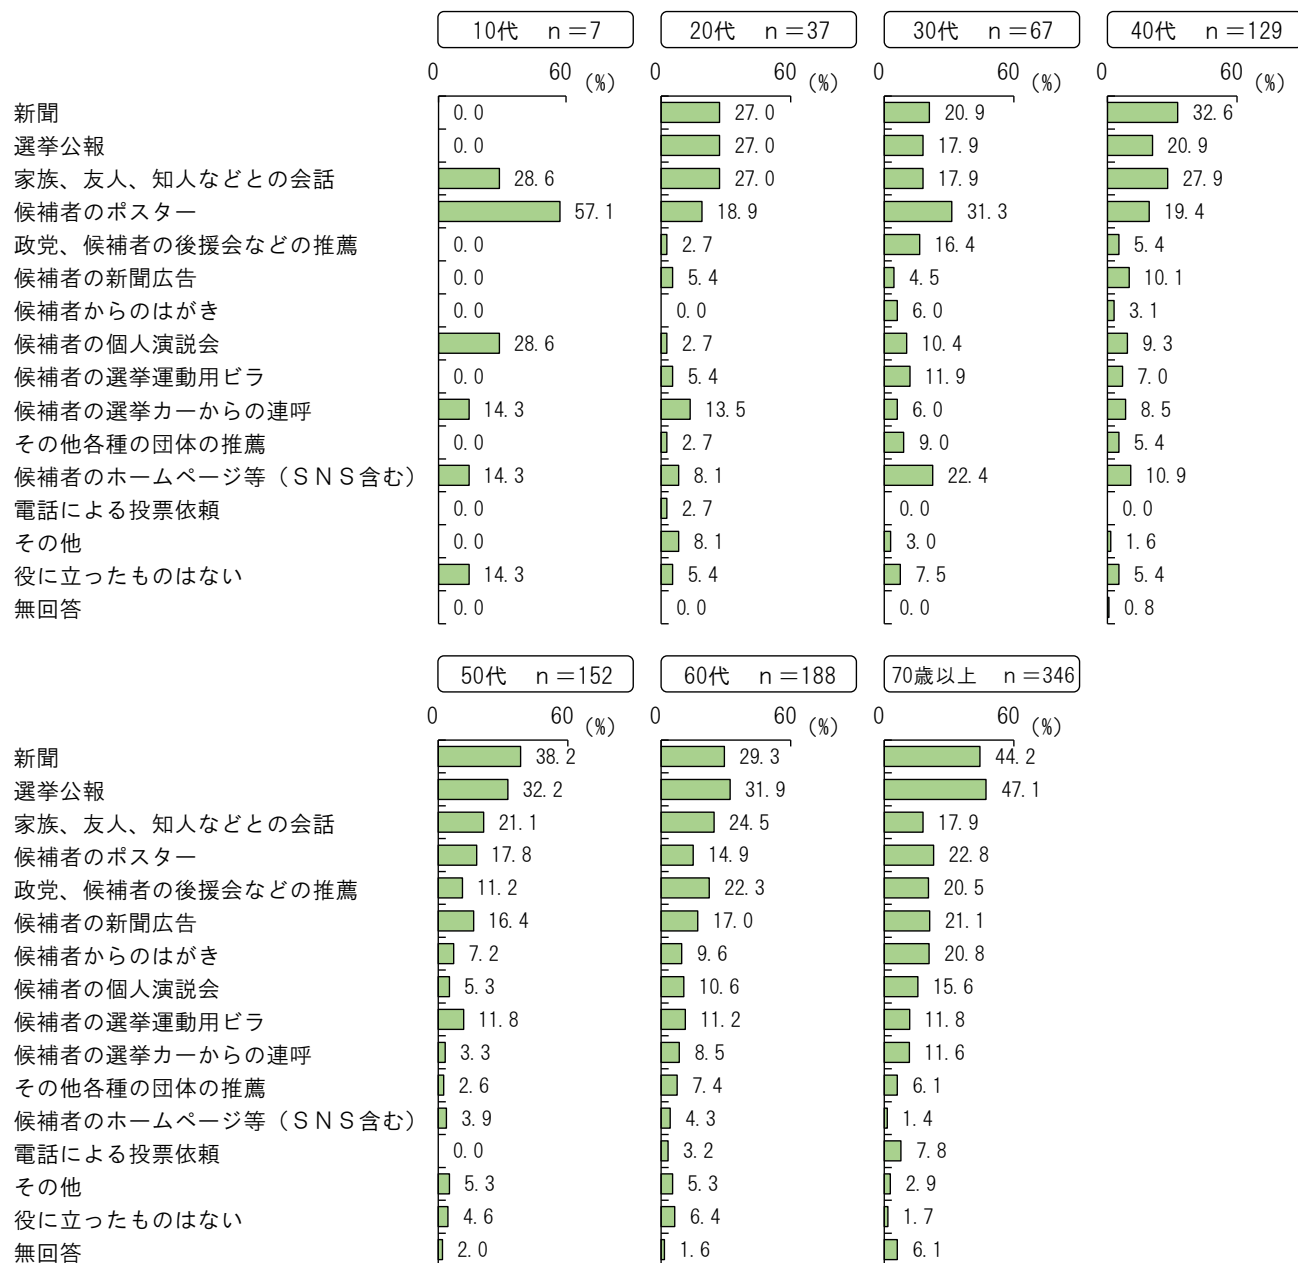 10代 n＝7 20代 n＝37 30代 n＝67 40代 n＝129
0 60 (%) 0 60 (%) 0 60 (%) 0 60 (%)
新聞 0.0 27.0 20.9 32.6
選挙公報 0.0 27.0 17.9 20.9
家族、友人、知人などとの会話 28.6 27.0 17.9 27.9
候補者のポスター 57.1 18.9 31.3 19.4
政党、候補者の後援会などの推薦 0.0 2.7 16.4 5.4
候補者の新聞広告 0.0 5.4 4.5 10.1
候補者からのはがき 0.0 0.0 6.0 3.1
候補者の個人演説会 28.6 2.7 10.4 9.3
候補者の選挙運動用ビラ 0.0 5.4 11.9 7.0
候補者の選挙カーからの連呼 14.3 13.5 6.0 8.5
その他各種の団体の推薦 0.0 2.7 9.0 5.4
候補者のホームページ等（ＳＮＳ含む） 14.3 8.1 22.4 10.9
電話による投票依頼 0.0 2.7 0.0 0.0
その他 0.0 8.1 3.0 1.6
役に立ったものはない 14.3 5.4 7.5 5.4
無回答 0.0 0.0 0.0 0.8
50代 n＝152 60代 n＝188 70歳以上 n＝346
0 60 (%) 0 60 (%) 0 60 (%)
新聞 38.2 29.3 44.2
選挙公報 32.2 31.9 47.1
家族、友人、知人などとの会話 21.1 24.5 17.9
候補者のポスター 17.8 14.9 22.8
政党、候補者の後援会などの推薦 11.2 22.3 20.5
候補者の新聞広告 16.4 17.0 21.1
候補者からのはがき 7.2 9.6 20.8
候補者の個人演説会 5.3 10.6 15.6
候補者の選挙運動用ビラ 11.8 11.2 11.8
候補者の選挙カーからの連呼 3.3 8.5 11.6
その他各種の団体の推薦 2.6 7.4 6.1
候補者のホームページ等（ＳＮＳ含む） 3.9 4.3 1.4
電話による投票依頼 0.0 3.2 7.8
その他 5.3 5.3 2.9
役に立ったものはない 4.6 6.4 1.7
無回答 2.0 1.6 6.1